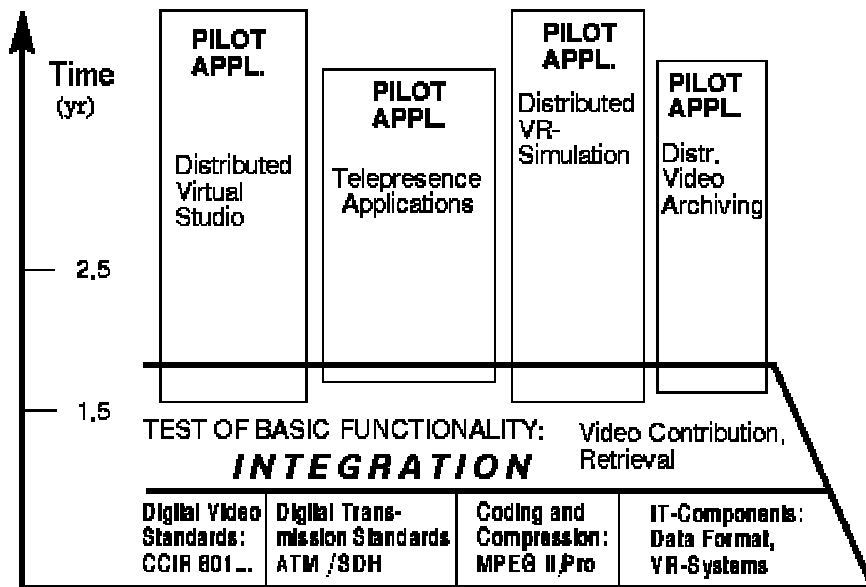 Time
(yr)
2.5
1.5
PILOT
APPL.
Distributed
Virtual
Studio
PILOT
APPL.
Telepresence
Applications
PILOT
APPL.
Distributed
VR-
Simulation
PILOT
APPL.
Distr.
Video
Archiving
TEST OF BASIC FUNCTIONALITY:
INTEGRATION
Video Contribution,
Retrieval
Digital Video
Standards:
CCIR 601...
Digital Trans-
mission Standards
ATM /SDH
Coding and
Compression:
MPEG II,Pro
IT-Components:
Data Format,
VR-Systems